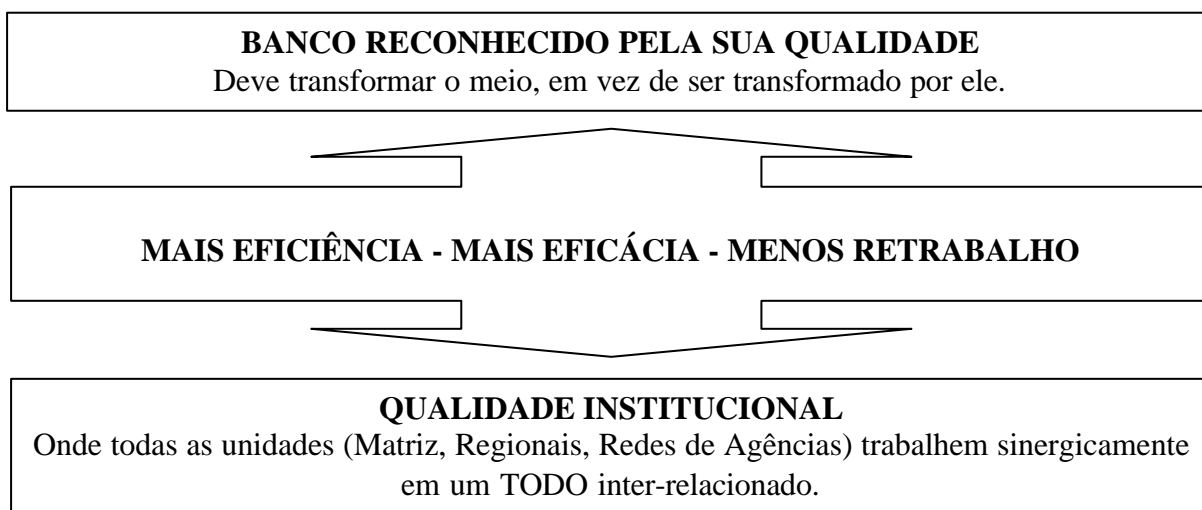 BANCO RECONHECIDO PELA SUA QUALIDADE
Deve transformar o meio, em vez de ser transformado por ele.
MAIS EFICIÊNCIA - MAIS EFICÁCIA - MENOS RETRABALHO
QUALIDADE INSTITUCIONAL
Onde todas as unidades (Matriz, Regionais, Redes de Agências) trabalhem sinergicamente
em um TODO inter-relacionado.